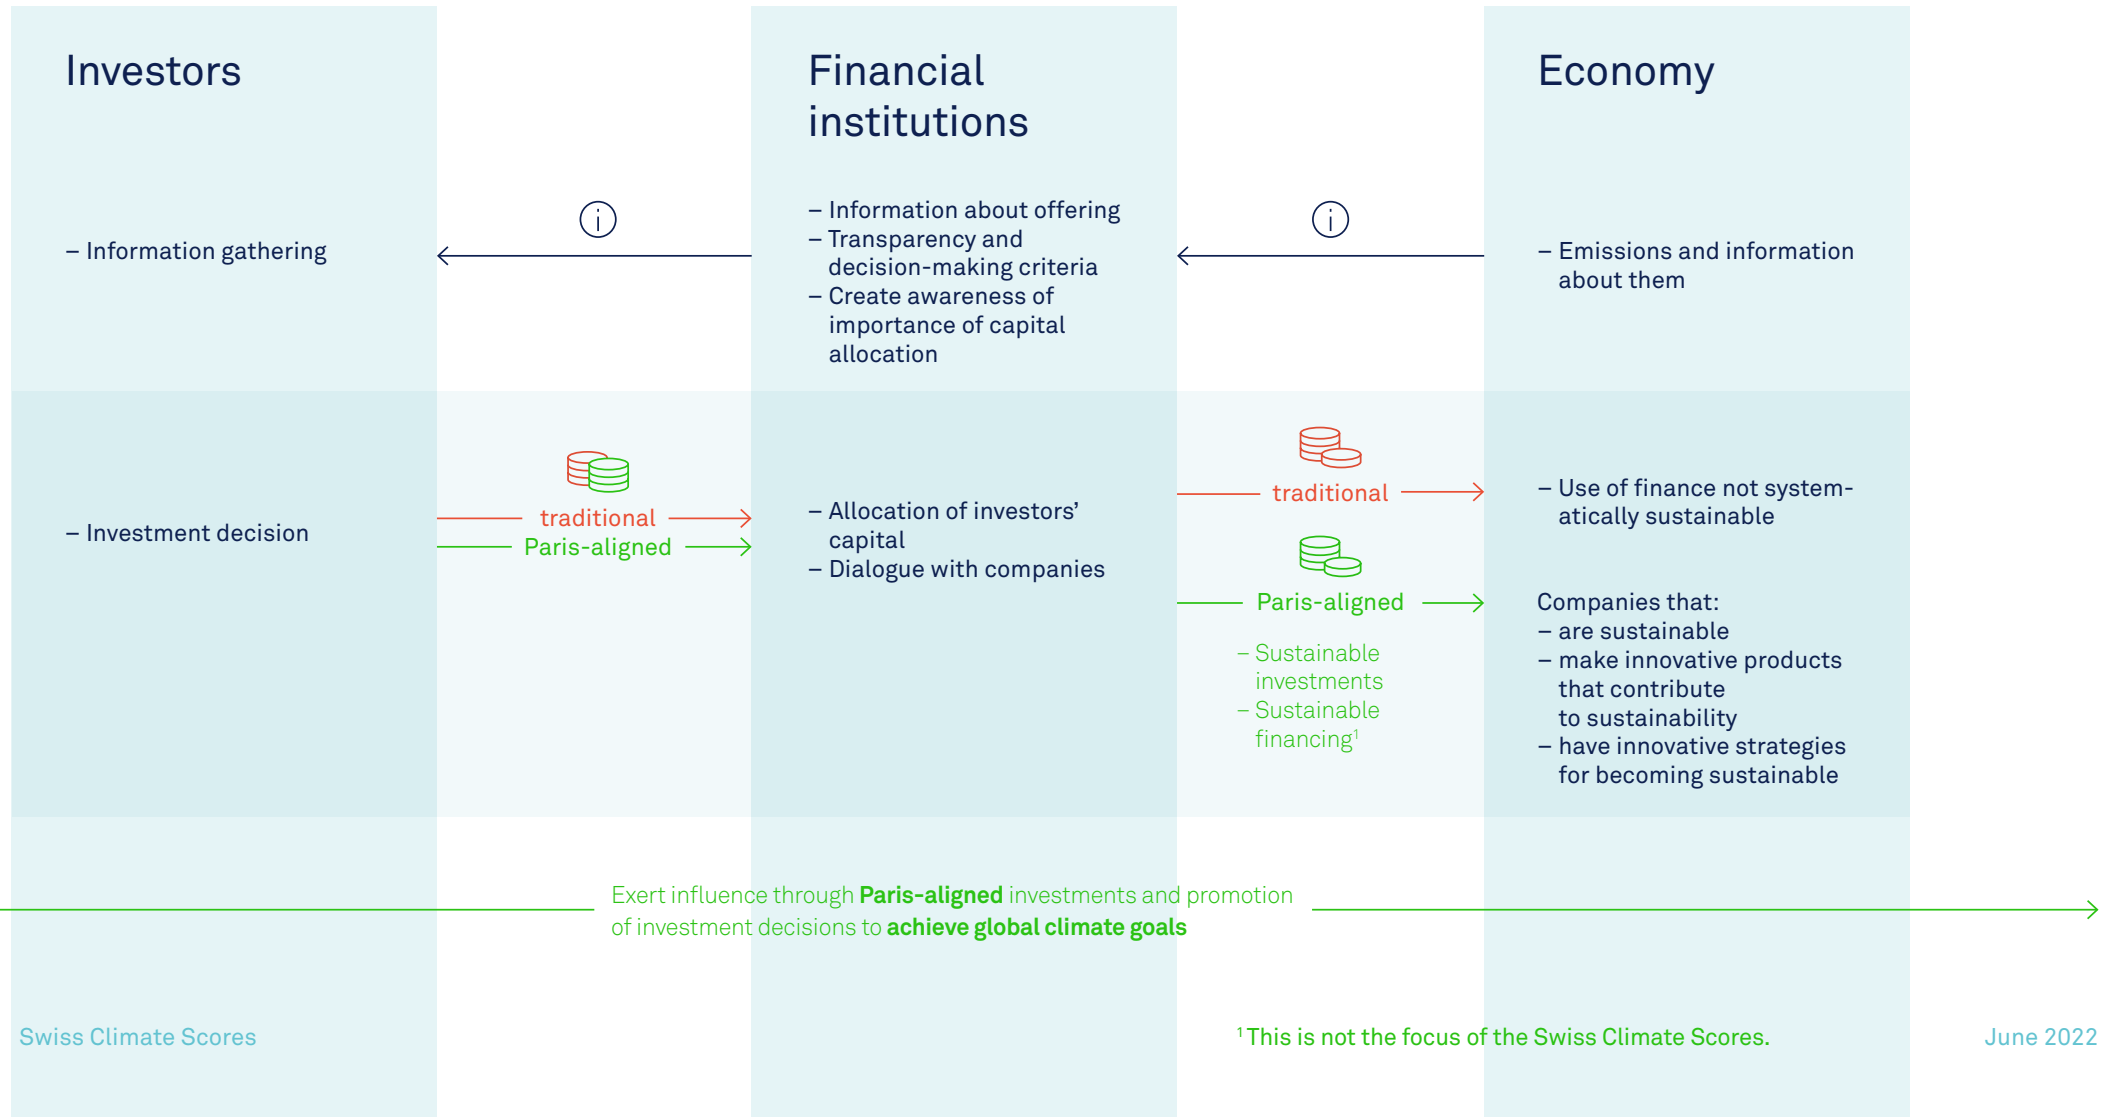 Investors
Financial
institutions
Economy
– Information gathering
– Information about offering
– Transparency and
decision-making criteria
– Create awareness of
importance of capital
allocation
– Emissions and information
about them
– Investment decision
traditional
Paris-aligned
– Allocation of investors’
capital
– Dialogue with companies
traditional
Paris-aligned
– Sustainable
investments
– Sustainable
financing¹
– Use of finance not system-
atically sustainable
Companies that:
– are sustainable
– make innovative products
that contribute
to sustainability
– have innovative strategies
for becoming sustainable
Exert influence through Paris-aligned investments and promotion
of investment decisions to achieve global climate goals
Swiss Climate Scores
¹ This is not the focus of the Swiss Climate Scores.
June 2022